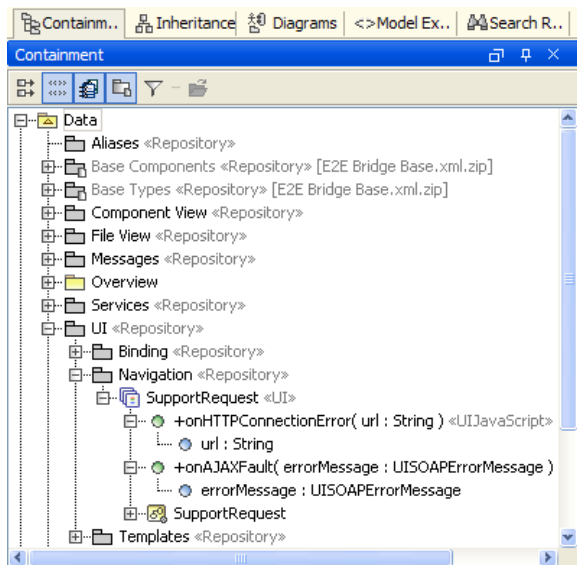 Containm.. Inheritance Diagrams <>Model Ex.. Search R..
Containment
Data
Aliases «Repository»
Base Components «Repository» [E2E Bridge Base.xml.zip]
Base Types «Repository» [E2E Bridge Base.xml.zip]
Component View «Repository»
File View «Repository»
Messages «Repository»
Overview
Services «Repository»
UI «Repository»
Binding «Repository»
Navigation «Repository»
SupportRequest «UI»
+onHTTPConnectionError( url : String ) «UIJavaScript»
url : String
+onAJAXFault( errorMessage : UISOAPErrorMessage )
errorMessage : UISOAPErrorMessage
SupportRequest
Templates «Repository»